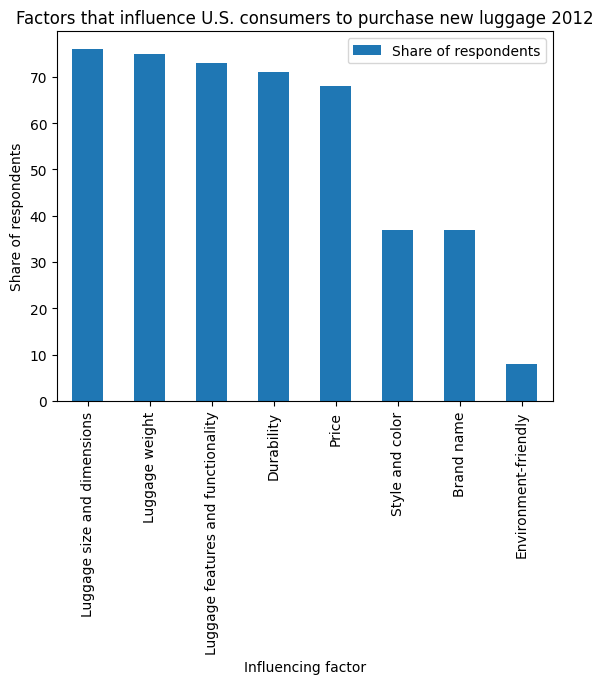 Factors that influence U.S. consumers to purchase new luggage 2012
Share of respondents
Share of respondents
70
60
50
40
30
20
10
0
Luggage size and dimensions
Luggage weight
Luggage features and functionality
Durability
Price
Style and color
Brand name
Environment-friendly
Influencing factor